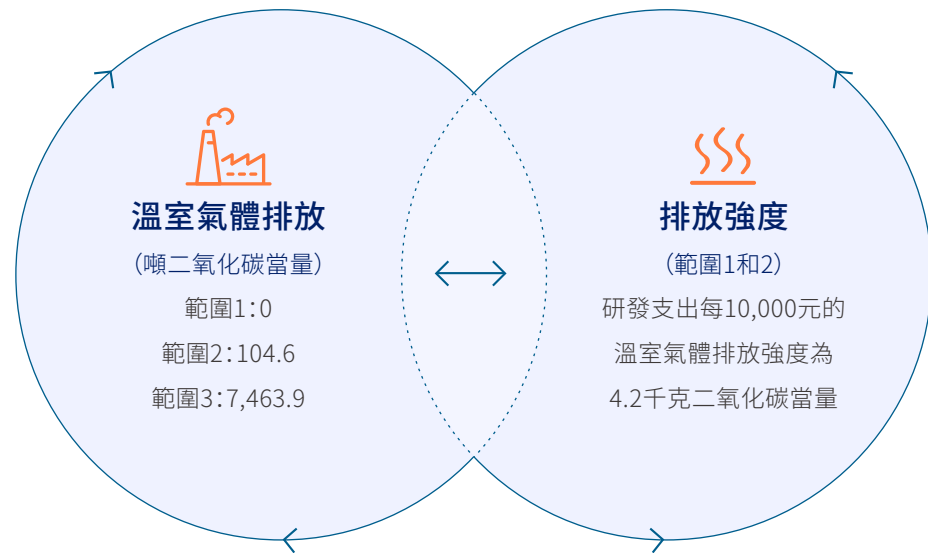 溫室氣體排放
（噸二氧化碳當量）
範圍1：0
範圍2：104.6
範圍3：7,463.9
排放強度
（範圍1和2）
研發支出每10,000元的
溫室氣體排放強度為
4.2千克二氧化碳當量